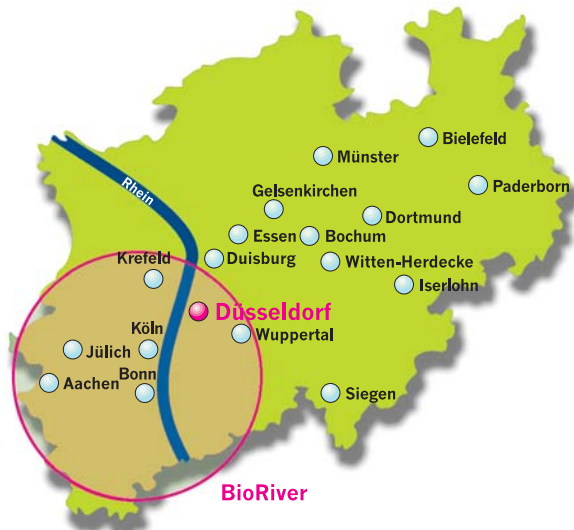 Bielefeld
Münster
Paderborn
Rhein
Gelsenkirchen
Dortmund
Essen
Bochum
Krefeld
Duisburg
Witten-Herdecke
Iserlohn
Düsseldorf
Köln
Wuppertal
Jülich
Bonn
Aachen
Siegen
BioRiver